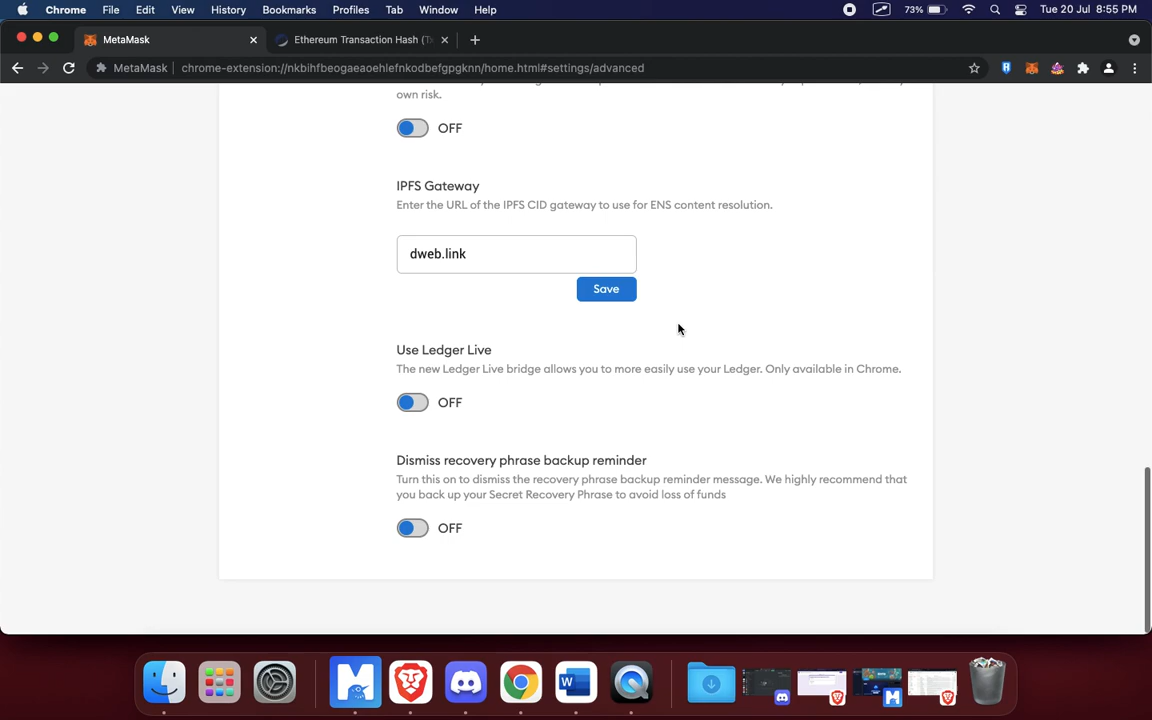 Chrome File Edit View History Bookmarks Profiles Tab Window Help 73% Tue 20 Jul 8:55 PM
MetaMask Ethereum Transaction Hash (T
MetaMask chrome-extension://nkbihfbeogaeaoehlefnkodbefgpgknn/home.html#settings/advanced
own risk.
OFF
IPFS Gateway
Enter the URL of the IPFS CID gateway to use for ENS content resolution.
dweb.link
Save
Use Ledger Live
The new Ledger Live bridge allows you to more easily use your Ledger. Only available in Chrome.
OFF
Dismiss recovery phrase backup reminder
Turn this on to dismiss the recovery phrase backup reminder message. We highly recommend that
you back up your Secret Recovery Phrase to avoid loss of funds
OFF